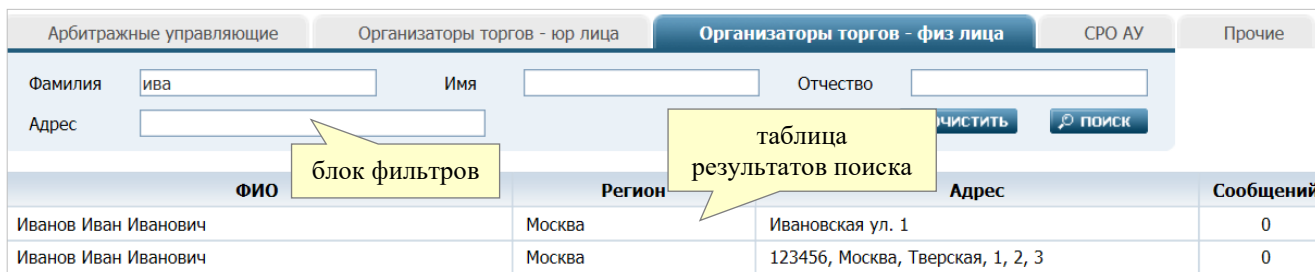 Арбитражные управляющие Организаторы торгов - юр лица Организаторы торгов - физ лица СРО АУ Прочие
Фамилия ива Имя Отчество
Адрес ПОИСК
блок фильтров
таблица
результатов поиска
ФИО Регион Адрес Сообщений
Иванов Иван Иванович Москва Ивановская ул. 1 0
Иванов Иван Иванович Москва 123456, Москва, Тверская, 1, 2, 3 0